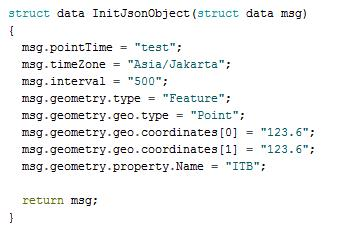 struct data InitJsonObject(struct data msg)
{
  msg.pointTime = "test";
  msg.timeZone = "Asia/Jakarta";
  msg.interval = "500";
  msg.geometry.type = "Feature";
  msg.geometry.geo.type = "Point";
  msg.geometry.geo.coordinates[0] = "123.6";
  msg.geometry.geo.coordinates[1] = "123.6";
  msg.geometry.property.Name = "ITB";

  return msg;
}